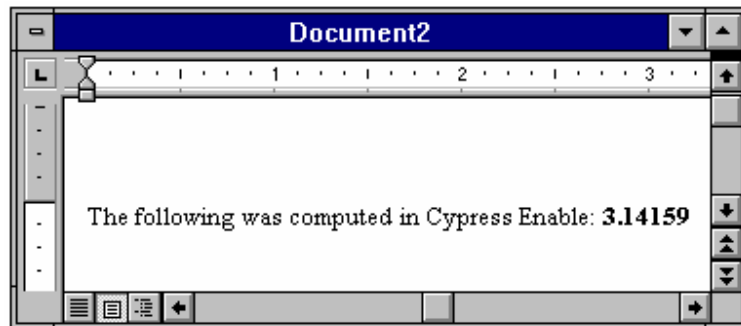 Document2
L 1 2 3
The following was computed in Cypress Enable: 3.14159